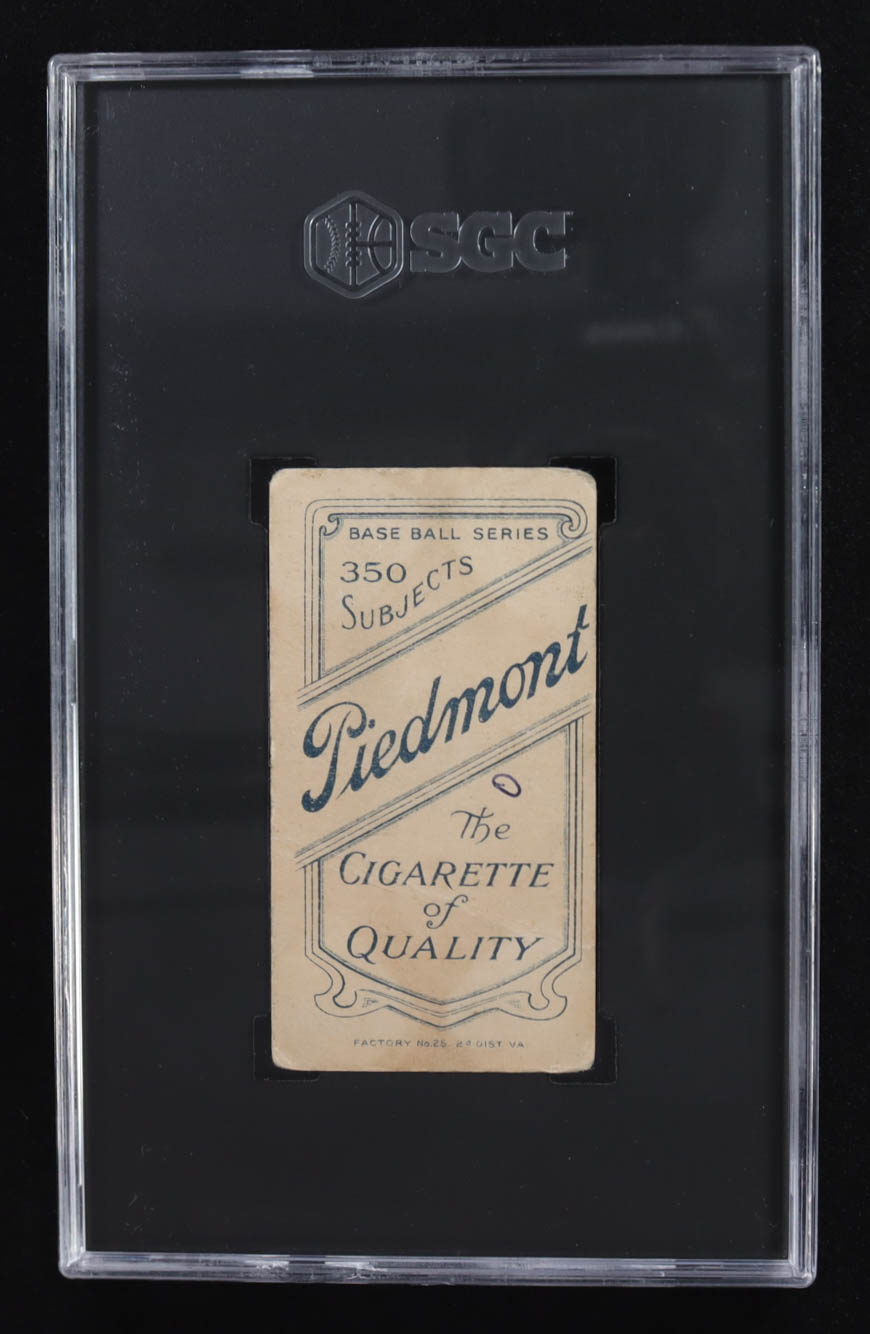 SGC
BASE BALL SERIES
350
SUBJECTS
Piedmont
The
CIGARETTE
of
QUALITY
FACTORY No.25. 2d DIST. VA.